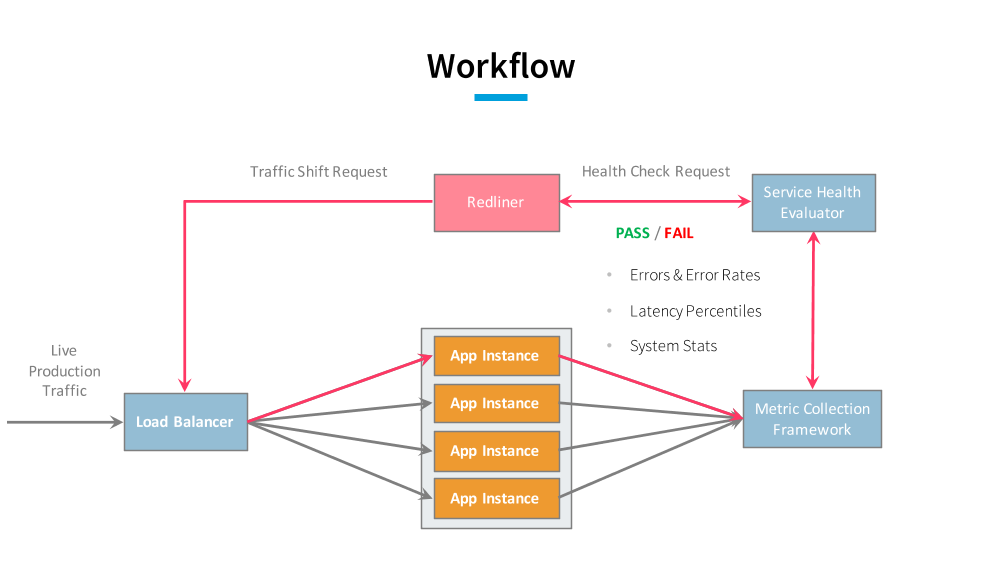 Workflow
Traffic Shift Request
Redliner
Health Check Request
Service Health
Evaluator
PASS / FAIL
• Errors & Error Rates
• Latency Percentiles
• System Stats
Live
Production
Traffic
Load Balancer
App Instance
App Instance
App Instance
App Instance
Metric Collection
Framework